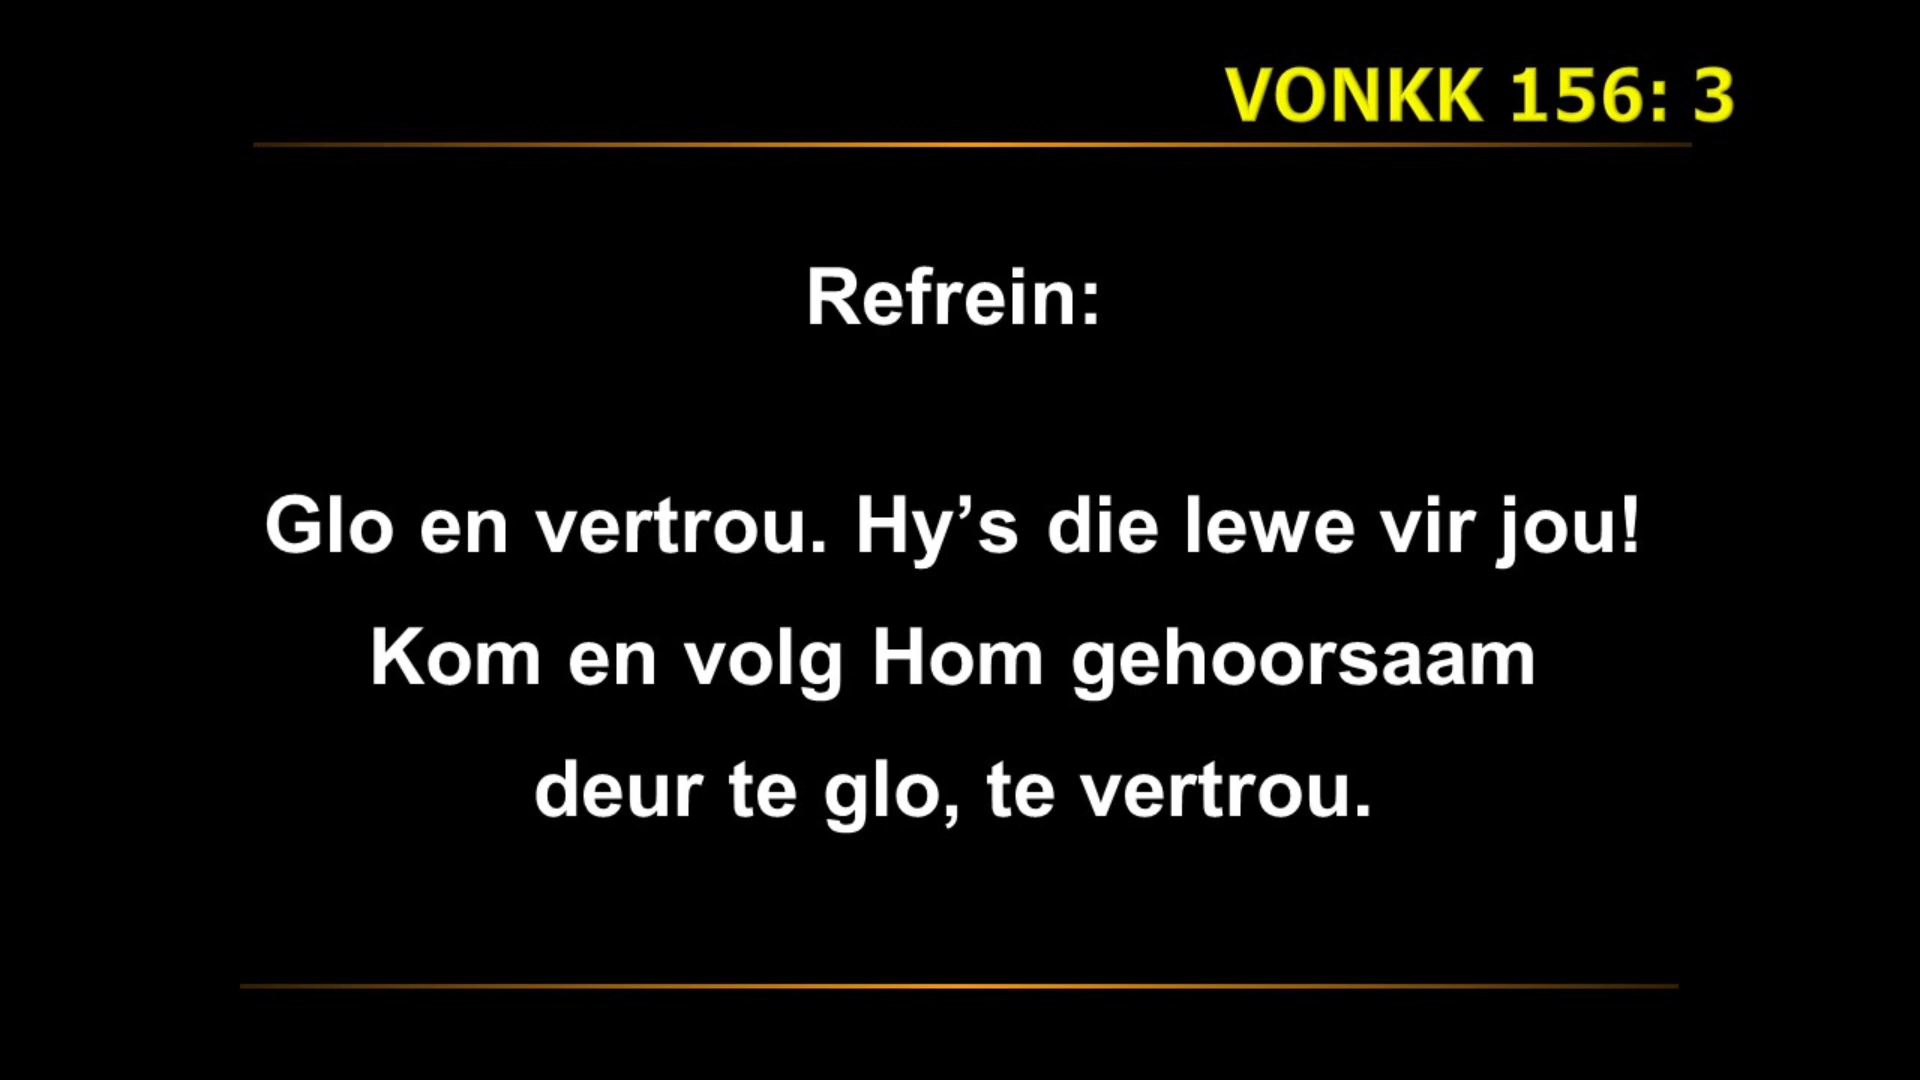 VONKK 156: 3
Refrein:
Glo en vertrou. Hy’s die lewe vir jou!
Kom en volg Hom gehoorsaam
deur te glo, te vertrou.